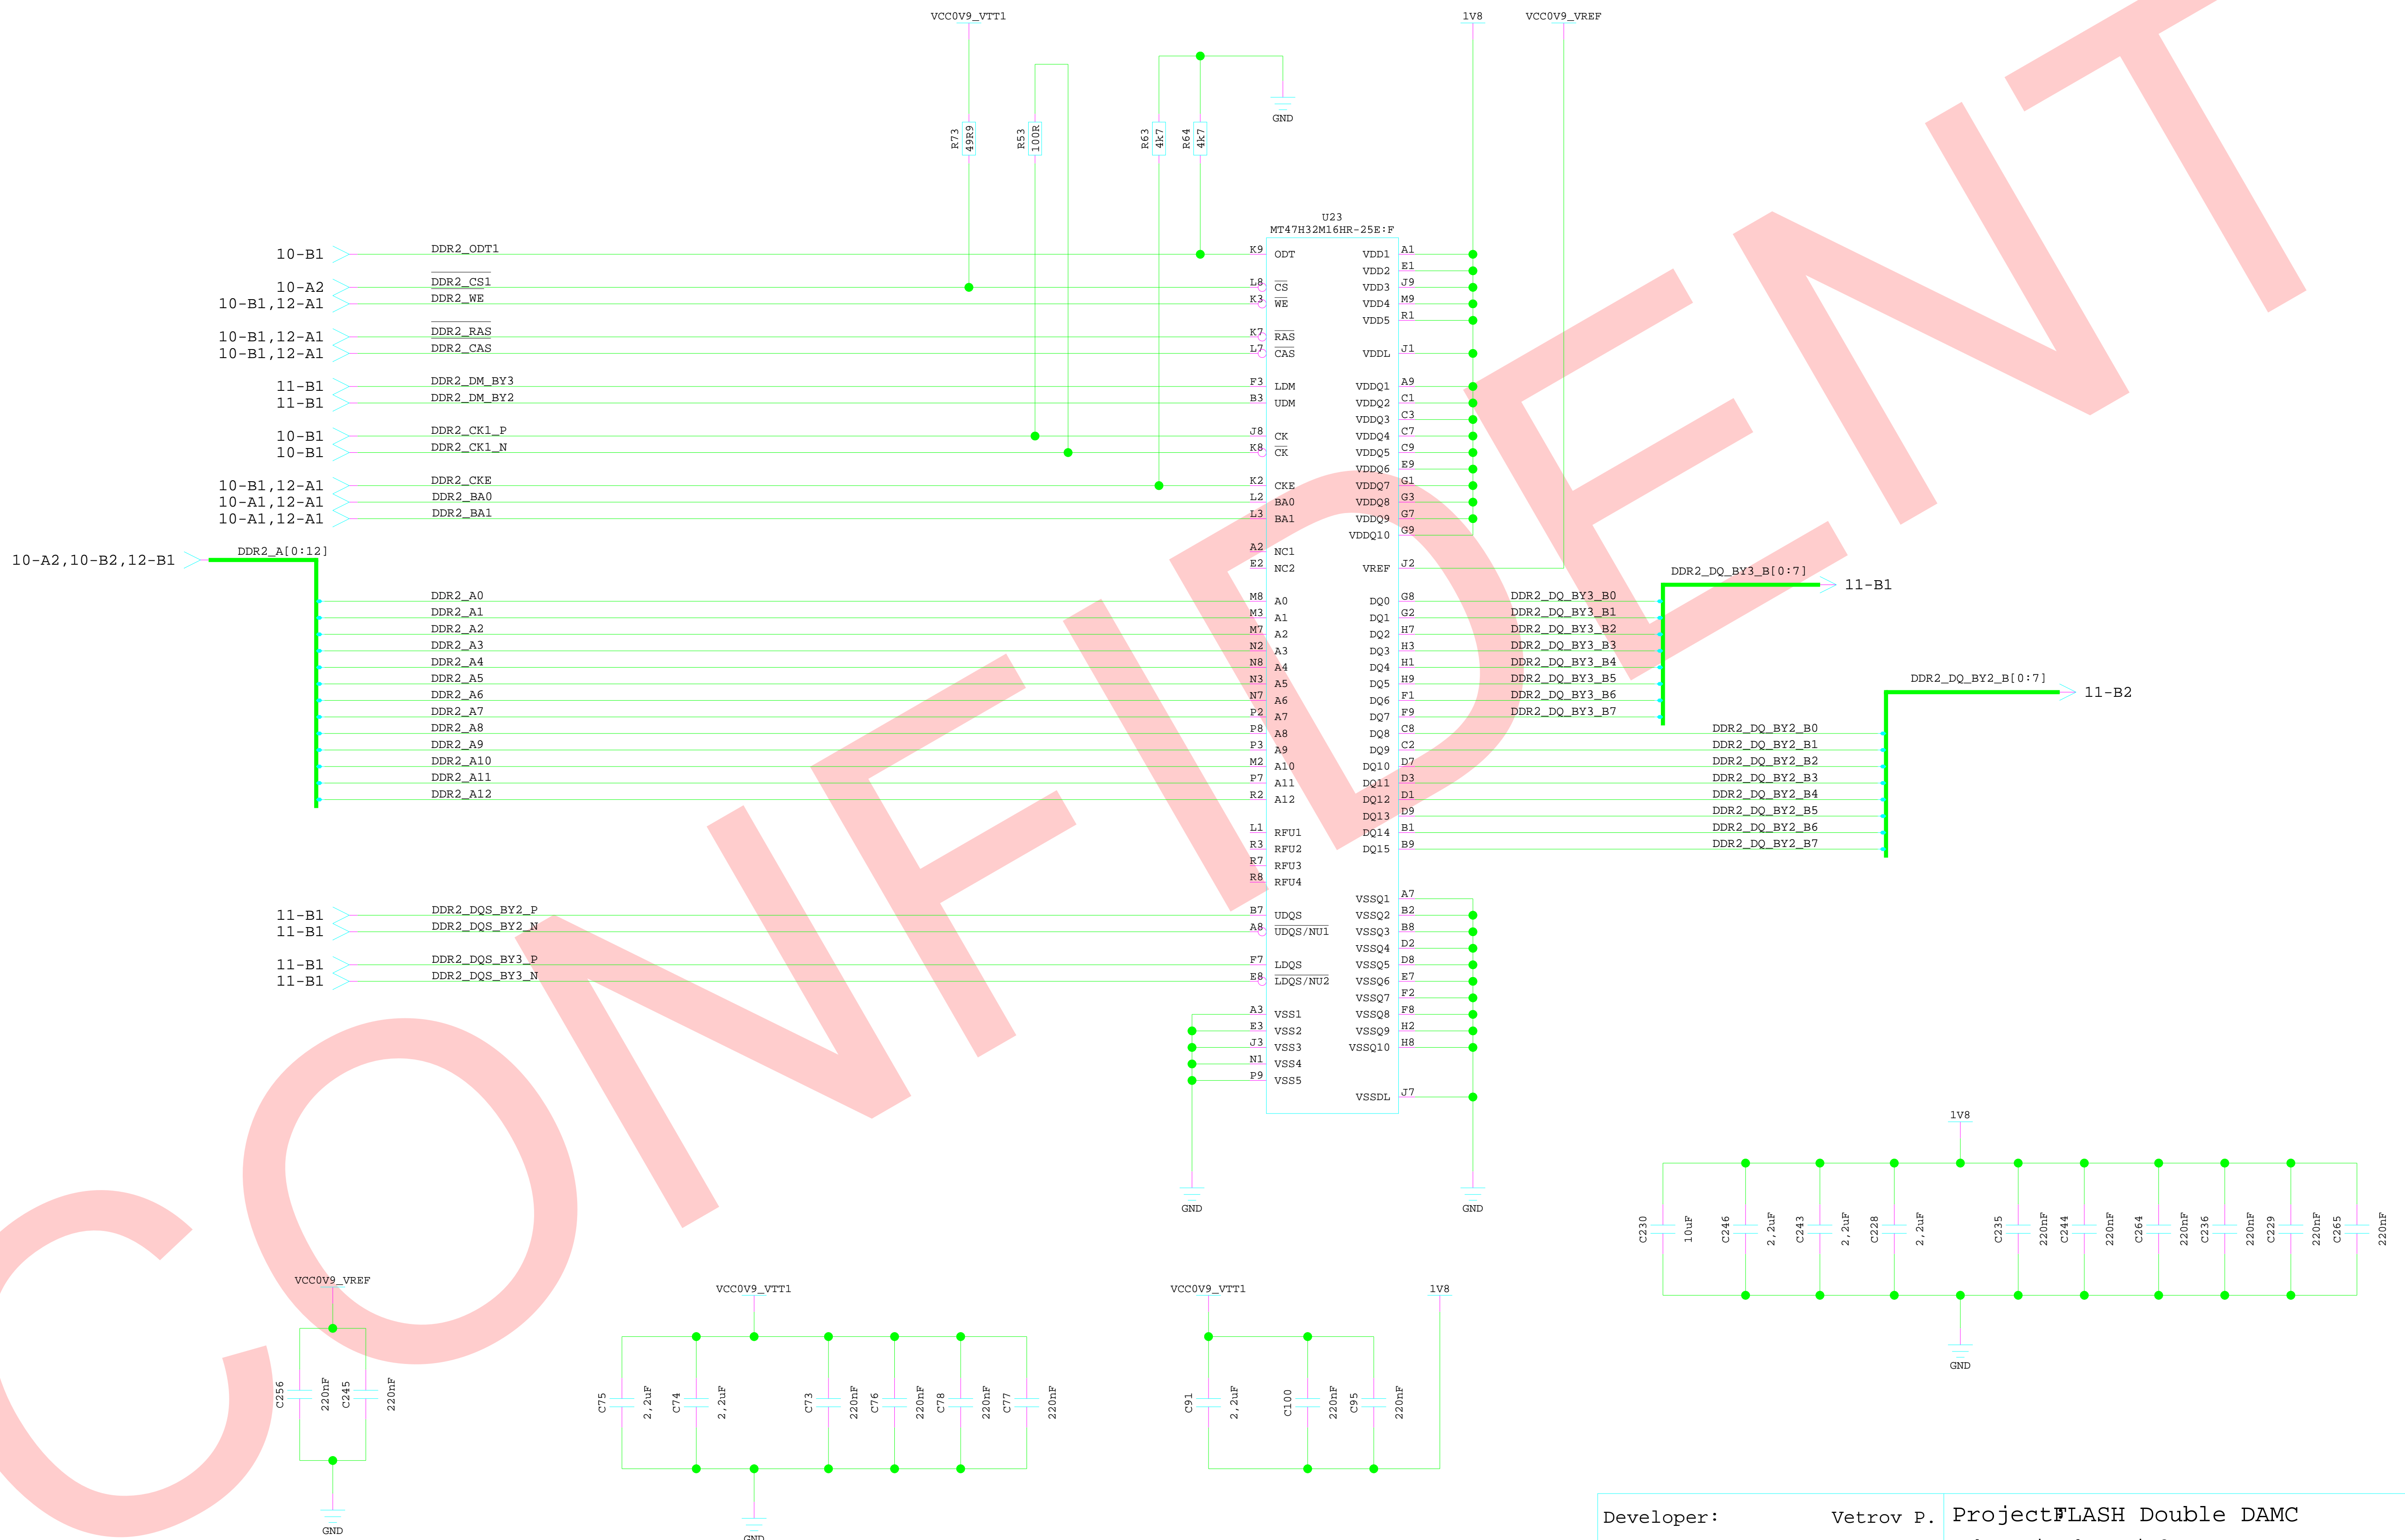 VCC0V9_VTT1
1V8
VCC0V9_VREF
GND
R73
49R9
R53
100R
R63
4k7
R64
4k7
U23
MT47H32M16HR-25E:F
10-B1 DDR2_ODT1 K9 ODT VDD1 A1
VDD2 E1
10-A2 DDR2_CS1 L8 CS VDD3 J9
10-B1,12-A1 DDR2_WE K3 WE VDD4 M9
VDD5 R1
10-B1,12-A1 DDR2_RAS K7 RAS
10-B1,12-A1 DDR2_CAS L7 CAS VDDL J1
11-B1 DDR2_DM_BY3 F3 LDM VDDQ1 A9
11-B1 DDR2_DM_BY2 B3 UDM VDDQ2 C1
VDDQ3 C3
10-B1 DDR2_CK1_P J8 CK VDDQ4 C7
10-B1 DDR2_CK1_N K8 CK VDDQ5 C9
VDDQ6 E9
10-B1,12-A1 DDR2_CKE K2 CKE VDDQ7 G1
10-A1,12-A1 DDR2_BA0 L2 BA0 VDDQ8 G3
10-A1,12-A1 DDR2_BA1 L3 BA1 VDDQ9 G7
VDDQ10 G9
10-A2,10-B2,12-B1 DDR2_A[0:12] A2 NC1
E2 NC2 VREF J2
DDR2_DQ_BY3_B[0:7] 11-B1
DDR2_A0 M8 A0 DQ0 G8 DDR2_DQ_BY3_B0
DDR2_A1 M3 A1 DQ1 G2 DDR2_DQ_BY3_B1
DDR2_A2 M7 A2 DQ2 H7 DDR2_DQ_BY3_B2
DDR2_A3 N2 A3 DQ3 H3 DDR2_DQ_BY3_B3
DDR2_A4 N8 A4 DQ4 H1 DDR2_DQ_BY3_B4
DDR2_A5 N3 A5 DQ5 H9 DDR2_DQ_BY3_B5
DDR2_A6 N7 A6 DQ6 F1 DDR2_DQ_BY3_B6
DDR2_A7 P2 A7 DQ7 F9 DDR2_DQ_BY3_B7
DDR2_DQ_BY2_B[0:7] 11-B2
DDR2_A8 P8 A8 DQ8 C8 DDR2_DQ_BY2_B0
DDR2_A9 P3 A9 DQ9 C2 DDR2_DQ_BY2_B1
DDR2_A10 M2 A10 DQ10 D7 DDR2_DQ_BY2_B2
DDR2_A11 P7 A11 DQ11 D3 DDR2_DQ_BY2_B3
DDR2_A12 R2 A12 DQ12 D1 DDR2_DQ_BY2_B4
DQ13 D9 DDR2_DQ_BY2_B5
L1 RFU1 DQ14 B1 DDR2_DQ_BY2_B6
R3 RFU2 DQ15 B9 DDR2_DQ_BY2_B7
R7 RFU3
R8 RFU4
VSSQ1 A7
11-B1 DDR2_DQS_BY2_P B7 UDQS VSSQ2 B2
11-B1 DDR2_DQS_BY2_N A8 UDQS/NU1 VSSQ3 B8
VSSQ4 D2
11-B1 DDR2_DQS_BY3_P F7 LDQS VSSQ5 D8
11-B1 DDR2_DQS_BY3_N E8 LDQS/NU2 VSSQ6 E7
VSSQ7 F2
A3 VSS1 VSSQ8 F8
E3 VSS2 VSSQ9 H2
J3 VSS3 VSSQ10 H8
N1 VSS4
P9 VSS5
VSSDL J7
GND
GND
1V8
C230 10uF
C246 2,2uF
C243 2,2uF
C228 2,2uF
C235 220nF
C244 220nF
C264 220nF
C236 220nF
C229 220nF
C265 220nF
GND
VCC0V9_VREF
C256 220nF
C245 220nF
GND
VCC0V9_VTT1
C75 2,2uF
C74 2,2uF
C73 220nF
C76 220nF
C78 220nF
C77 220nF
GND
VCC0V9_VTT1
1V8
C91 2,2uF
C100 220nF
C95 220nF
Developer: Vetrov P.
Project: FLASH Double DAMC
CONFIDENT